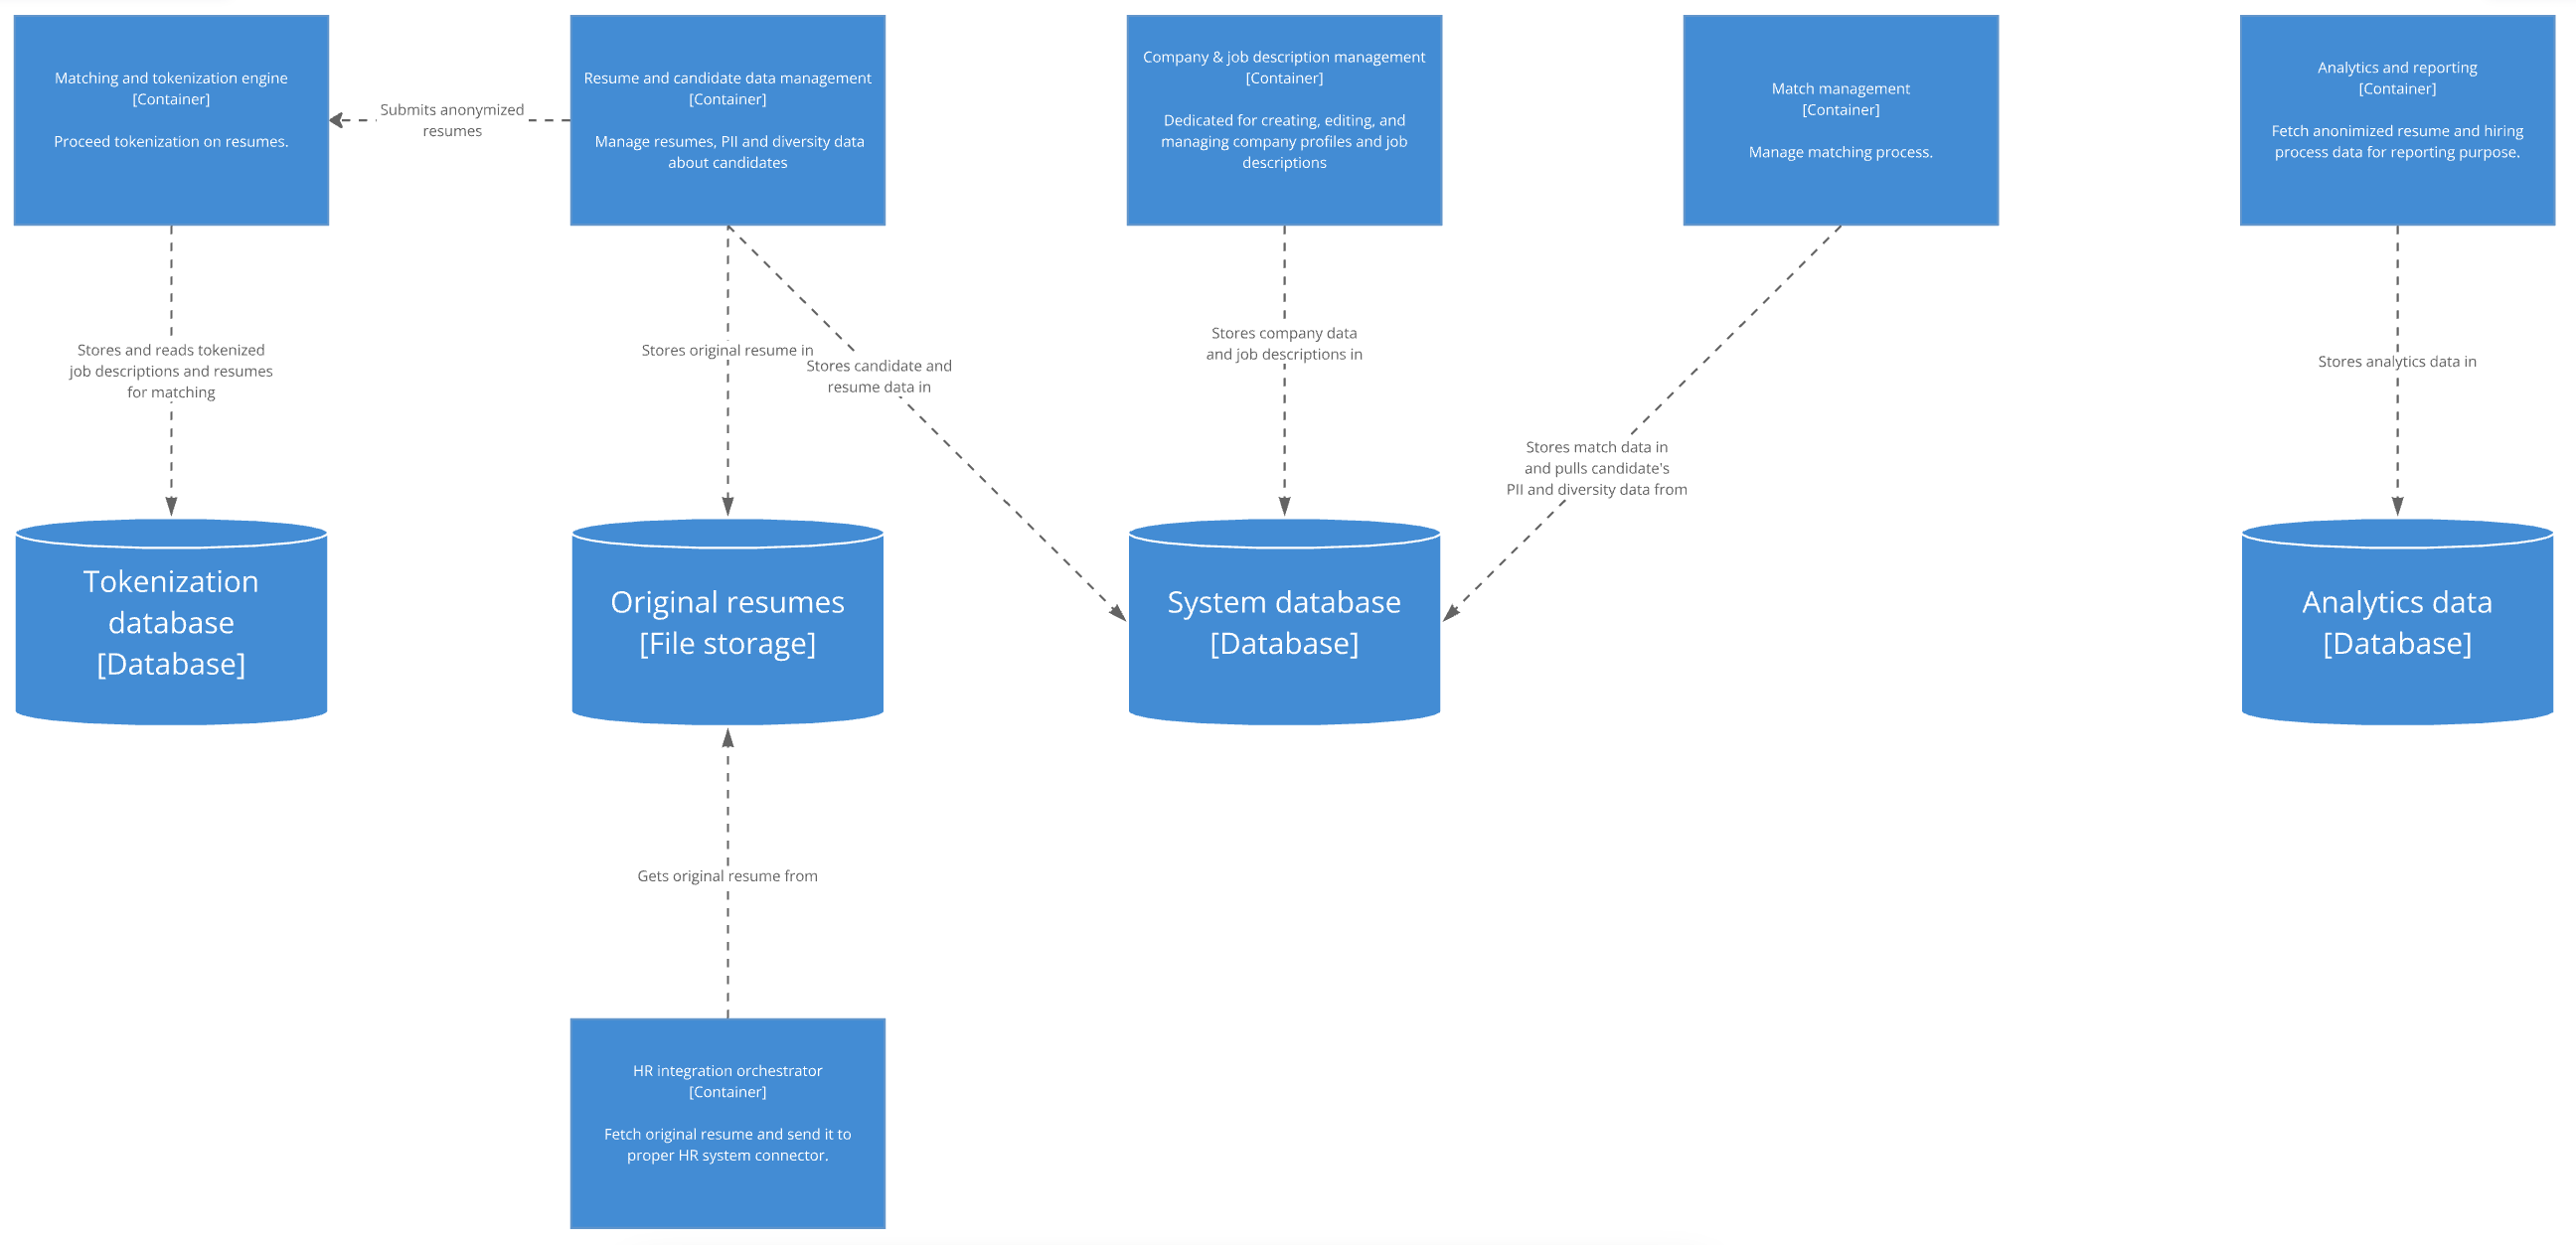 Matching and tokenization engine
[Container]
Proceed tokenization on resumes.
Submits anonymized
resumes
Resume and candidate data management
[Container]
Manage resumes, PII and diversity data
about candidates
Company & job description management
[Container]
Dedicated for creating, editing, and
managing company profiles and job
descriptions
Match management
[Container]
Manage matching process.
Analytics and reporting
[Container]
Fetch anonimized resume and hiring
process data for reporting purpose.
Stores and reads tokenized
job descriptions and resumes
for matching
Stores original resume in
Stores candidate and
resume data in
Stores company data
and job descriptions in
Stores match data in
and pulls candidate's
PII and diversity data from
Stores analytics data in
Tokenization
database
[Database]
Original resumes
[File storage]
System database
[Database]
Analytics data
[Database]
Gets original resume from
HR integration orchestrator
[Container]
Fetch original resume and send it to
proper HR system connector.